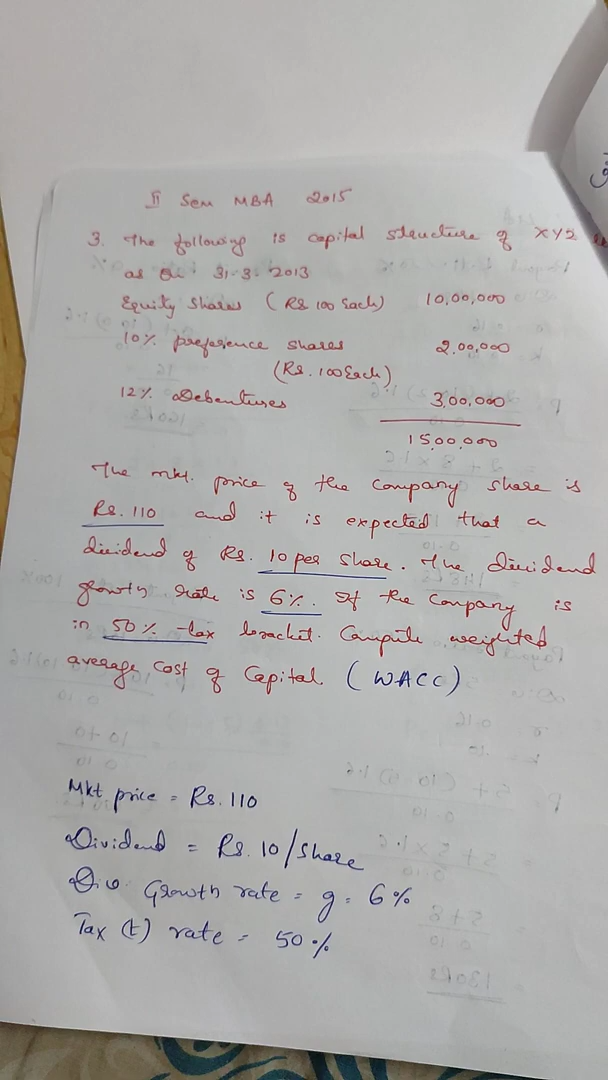 II Sem MBA 2015
3. The following is capital structure of XYZ
as on 31-3-2013
Equity shares (RS 100 Each) 10,00,000
10% preference shares 2,00,000
(Rs. 100 Each)
12% Debentures 3,00,000
15,00,000
The mkt. price of the company share is
Rs. 110 and it is expected that a
dividend of Rs. 10 per share. The dividend
growth rate is 6%. If the company is
in 50% tax bracket. Compute weighted
average cost of capital. (WACC)
Mkt price = Rs. 110
Dividend = Rs. 10/share
Div. Growth rate = g = 6%
Tax (t) rate = 50%